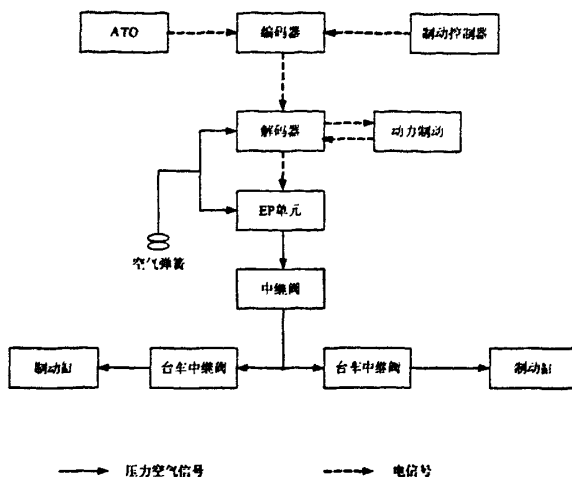 ATO
编码器
制动控制器
解码器
动力制动
EP单元
空气弹簧
中继阀
制动缸
台车中继阀
台车中继阀
制动缸
压力空气信号
电信号